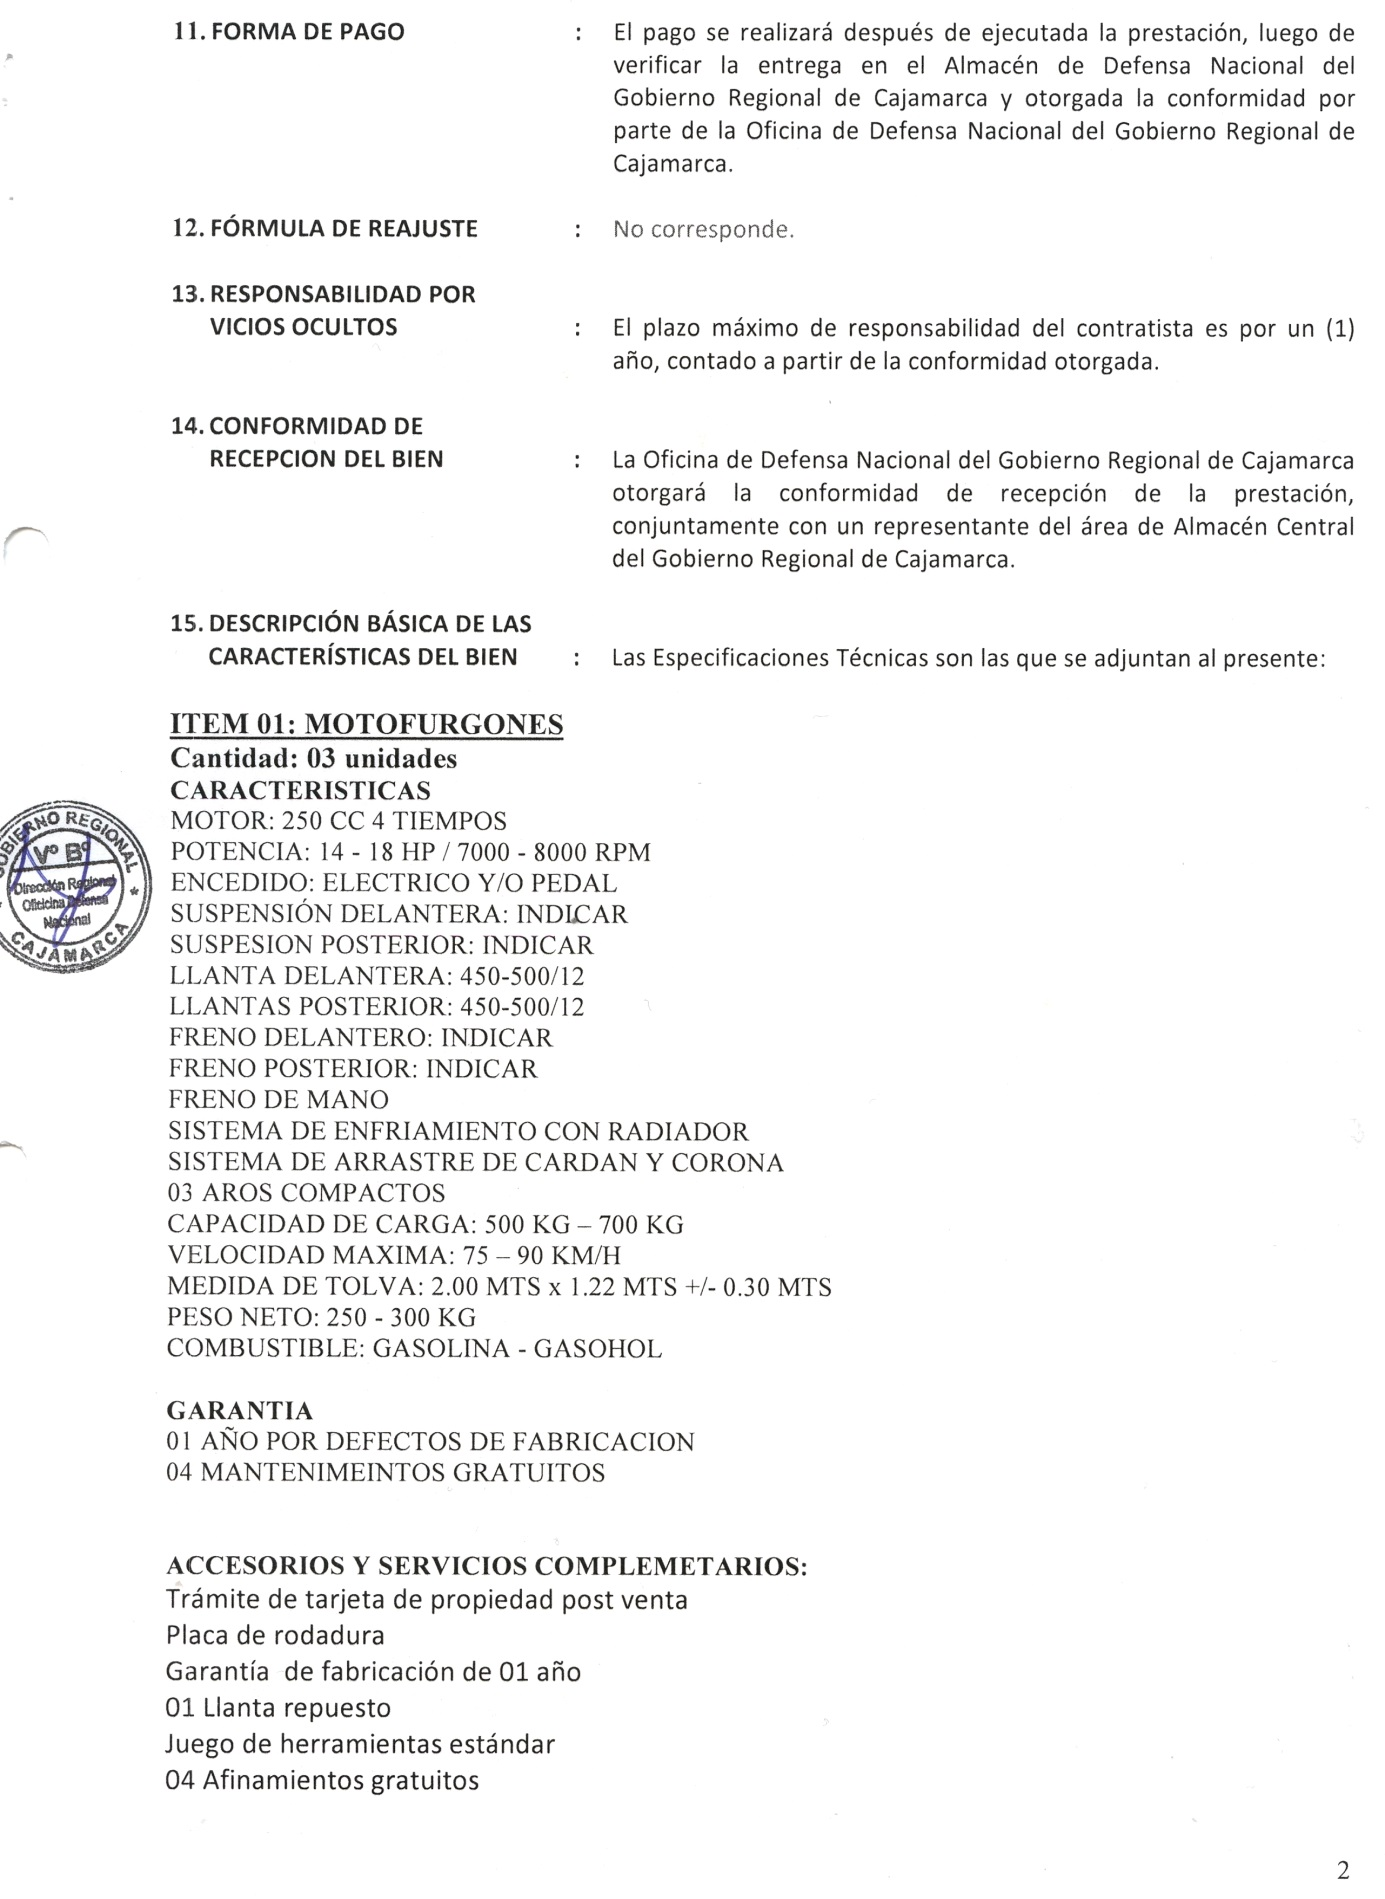 11. FORMA DE PAGO : El pago se realizará después de ejecutada la prestación, luego de
verificar la entrega en el Almacén de Defensa Nacional del
Gobierno Regional de Cajamarca y otorgada la conformidad por
parte de la Oficina de Defensa Nacional del Gobierno Regional de
Cajamarca.
12. FÓRMULA DE REAJUSTE : No corresponde.
13. RESPONSABILIDAD POR
VICIOS OCULTOS : El plazo máximo de responsabilidad del contratista es por un (1)
año, contado a partir de la conformidad otorgada.
14. CONFORMIDAD DE
RECEPCION DEL BIEN : La Oficina de Defensa Nacional del Gobierno Regional de Cajamarca
otorgará la conformidad de recepción de la prestación,
conjuntamente con un representante del área de Almacén Central
del Gobierno Regional de Cajamarca.
15. DESCRIPCIÓN BÁSICA DE LAS
CARACTERÍSTICAS DEL BIEN : Las Especificaciones Técnicas son las que se adjuntan al presente:
ITEM 01: MOTOFURGONES
Cantidad: 03 unidades
CARACTERISTICAS
MOTOR: 250 CC 4 TIEMPOS
POTENCIA: 14 - 18 HP / 7000 - 8000 RPM
ENCEDIDO: ELECTRICO Y/O PEDAL
SUSPENSIÓN DELANTERA: INDICAR
SUSPESION POSTERIOR: INDICAR
LLANTA DELANTERA: 450-500/12
LLANTAS POSTERIOR: 450-500/12
FRENO DELANTERO: INDICAR
FRENO POSTERIOR: INDICAR
FRENO DE MANO
SISTEMA DE ENFRIAMIENTO CON RADIADOR
SISTEMA DE ARRASTRE DE CARDAN Y CORONA
03 AROS COMPACTOS
CAPACIDAD DE CARGA: 500 KG – 700 KG
VELOCIDAD MAXIMA: 75 – 90 KM/H
MEDIDA DE TOLVA: 2.00 MTS x 1.22 MTS +/- 0.30 MTS
PESO NETO: 250 - 300 KG
COMBUSTIBLE: GASOLINA - GASOHOL
GOBIERNO REGIONAL
Vº Bº
Dirección Regional
Oficicina Defensa
Nacional
CAJAMARCA
GARANTIA
01 AÑO POR DEFECTOS DE FABRICACION
04 MANTENIMEINTOS GRATUITOS
ACCESORIOS Y SERVICIOS COMPLEMETARIOS:
Trámite de tarjeta de propiedad post venta
Placa de rodadura
Garantía de fabricación de 01 año
01 Llanta repuesto
Juego de herramientas estándar
04 Afinamientos gratuitos
2